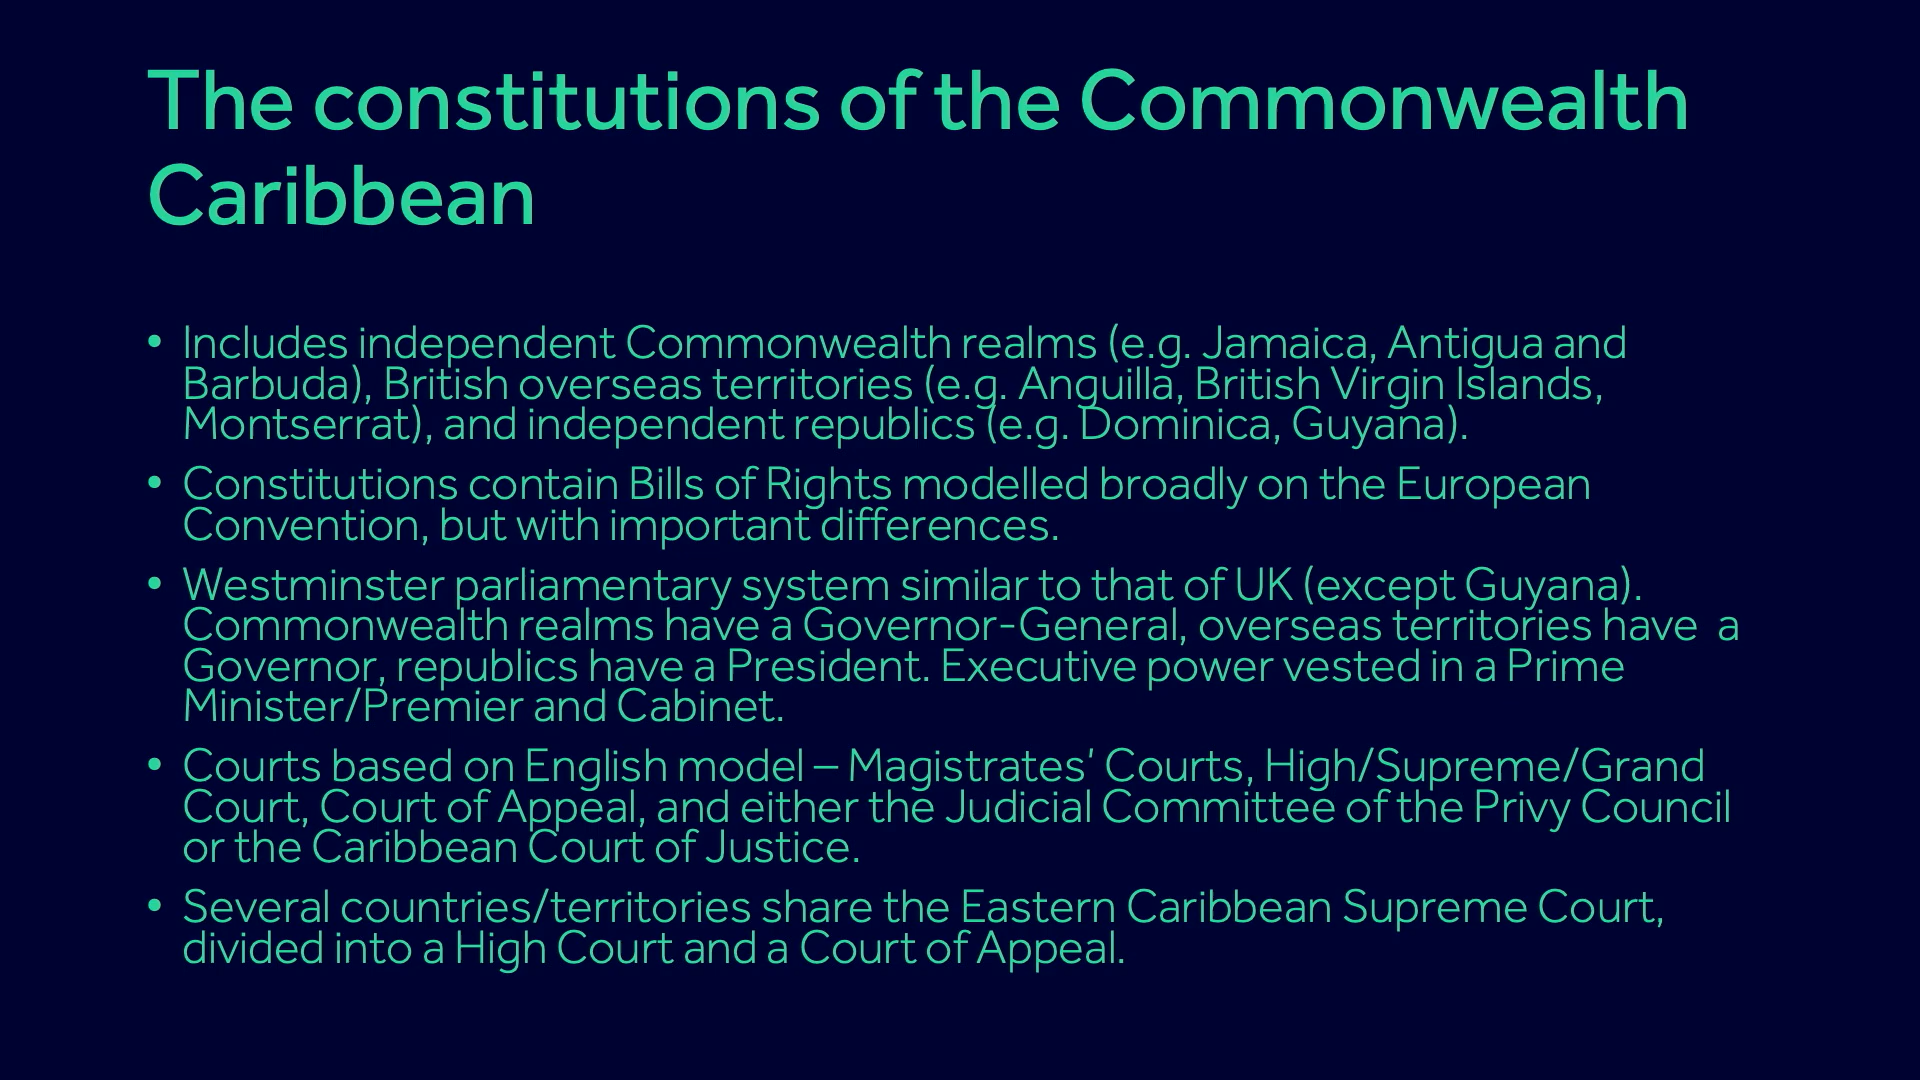 The constitutions of the Commonwealth
Caribbean
• Includes independent Commonwealth realms (e.g. Jamaica, Antigua and
Barbuda), British overseas territories (e.g. Anguilla, British Virgin Islands,
Montserrat), and independent republics (e.g. Dominica, Guyana).
• Constitutions contain Bills of Rights modelled broadly on the European
Convention, but with important differences.
• Westminster parliamentary system similar to that of UK (except Guyana).
Commonwealth realms have a Governor-General, overseas territories have  a
Governor, republics have a President. Executive power vested in a Prime
Minister/Premier and Cabinet.
• Courts based on English model – Magistrates’ Courts, High/Supreme/Grand
Court, Court of Appeal, and either the Judicial Committee of the Privy Council
or the Caribbean Court of Justice.
• Several countries/territories share the Eastern Caribbean Supreme Court,
divided into a High Court and a Court of Appeal.